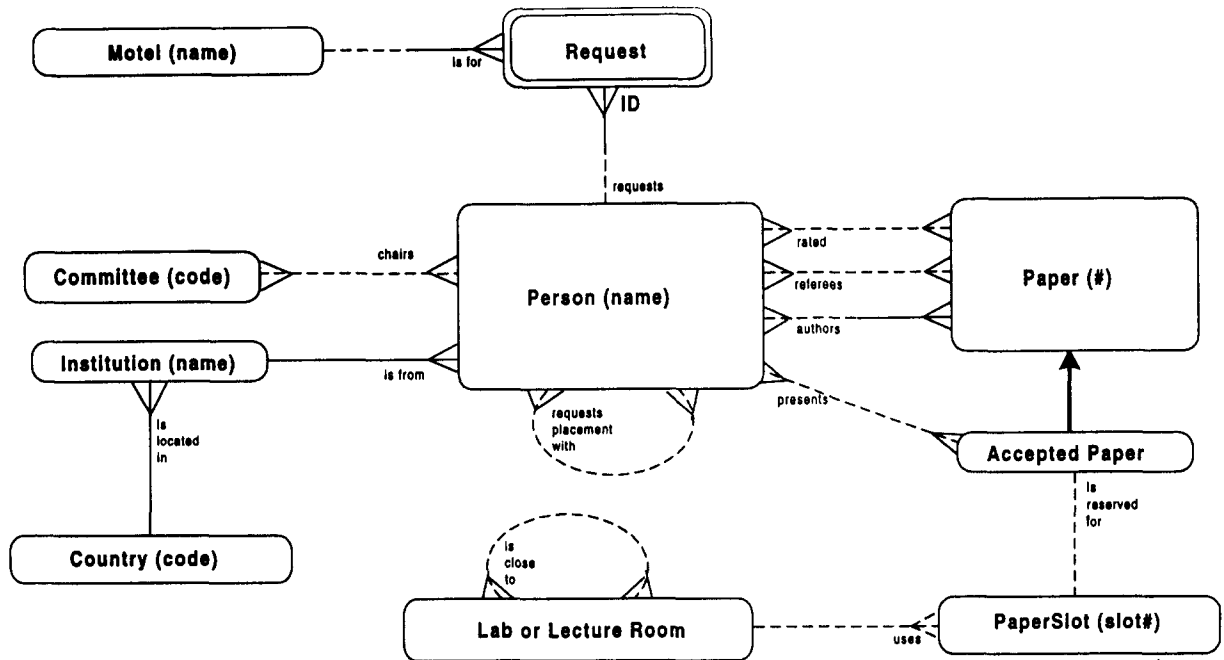 Motel (name)
is for
Request
ID
requests
Committee (code)
chairs
Person (name)
rated
referees
authors
Paper (#)
Institution (name)
is from
presents
requests
placement
with
is
located
in
Accepted Paper
is
reserved
for
Country (code)
is
close
to
Lab or Lecture Room
uses
PaperSlot (slot#)